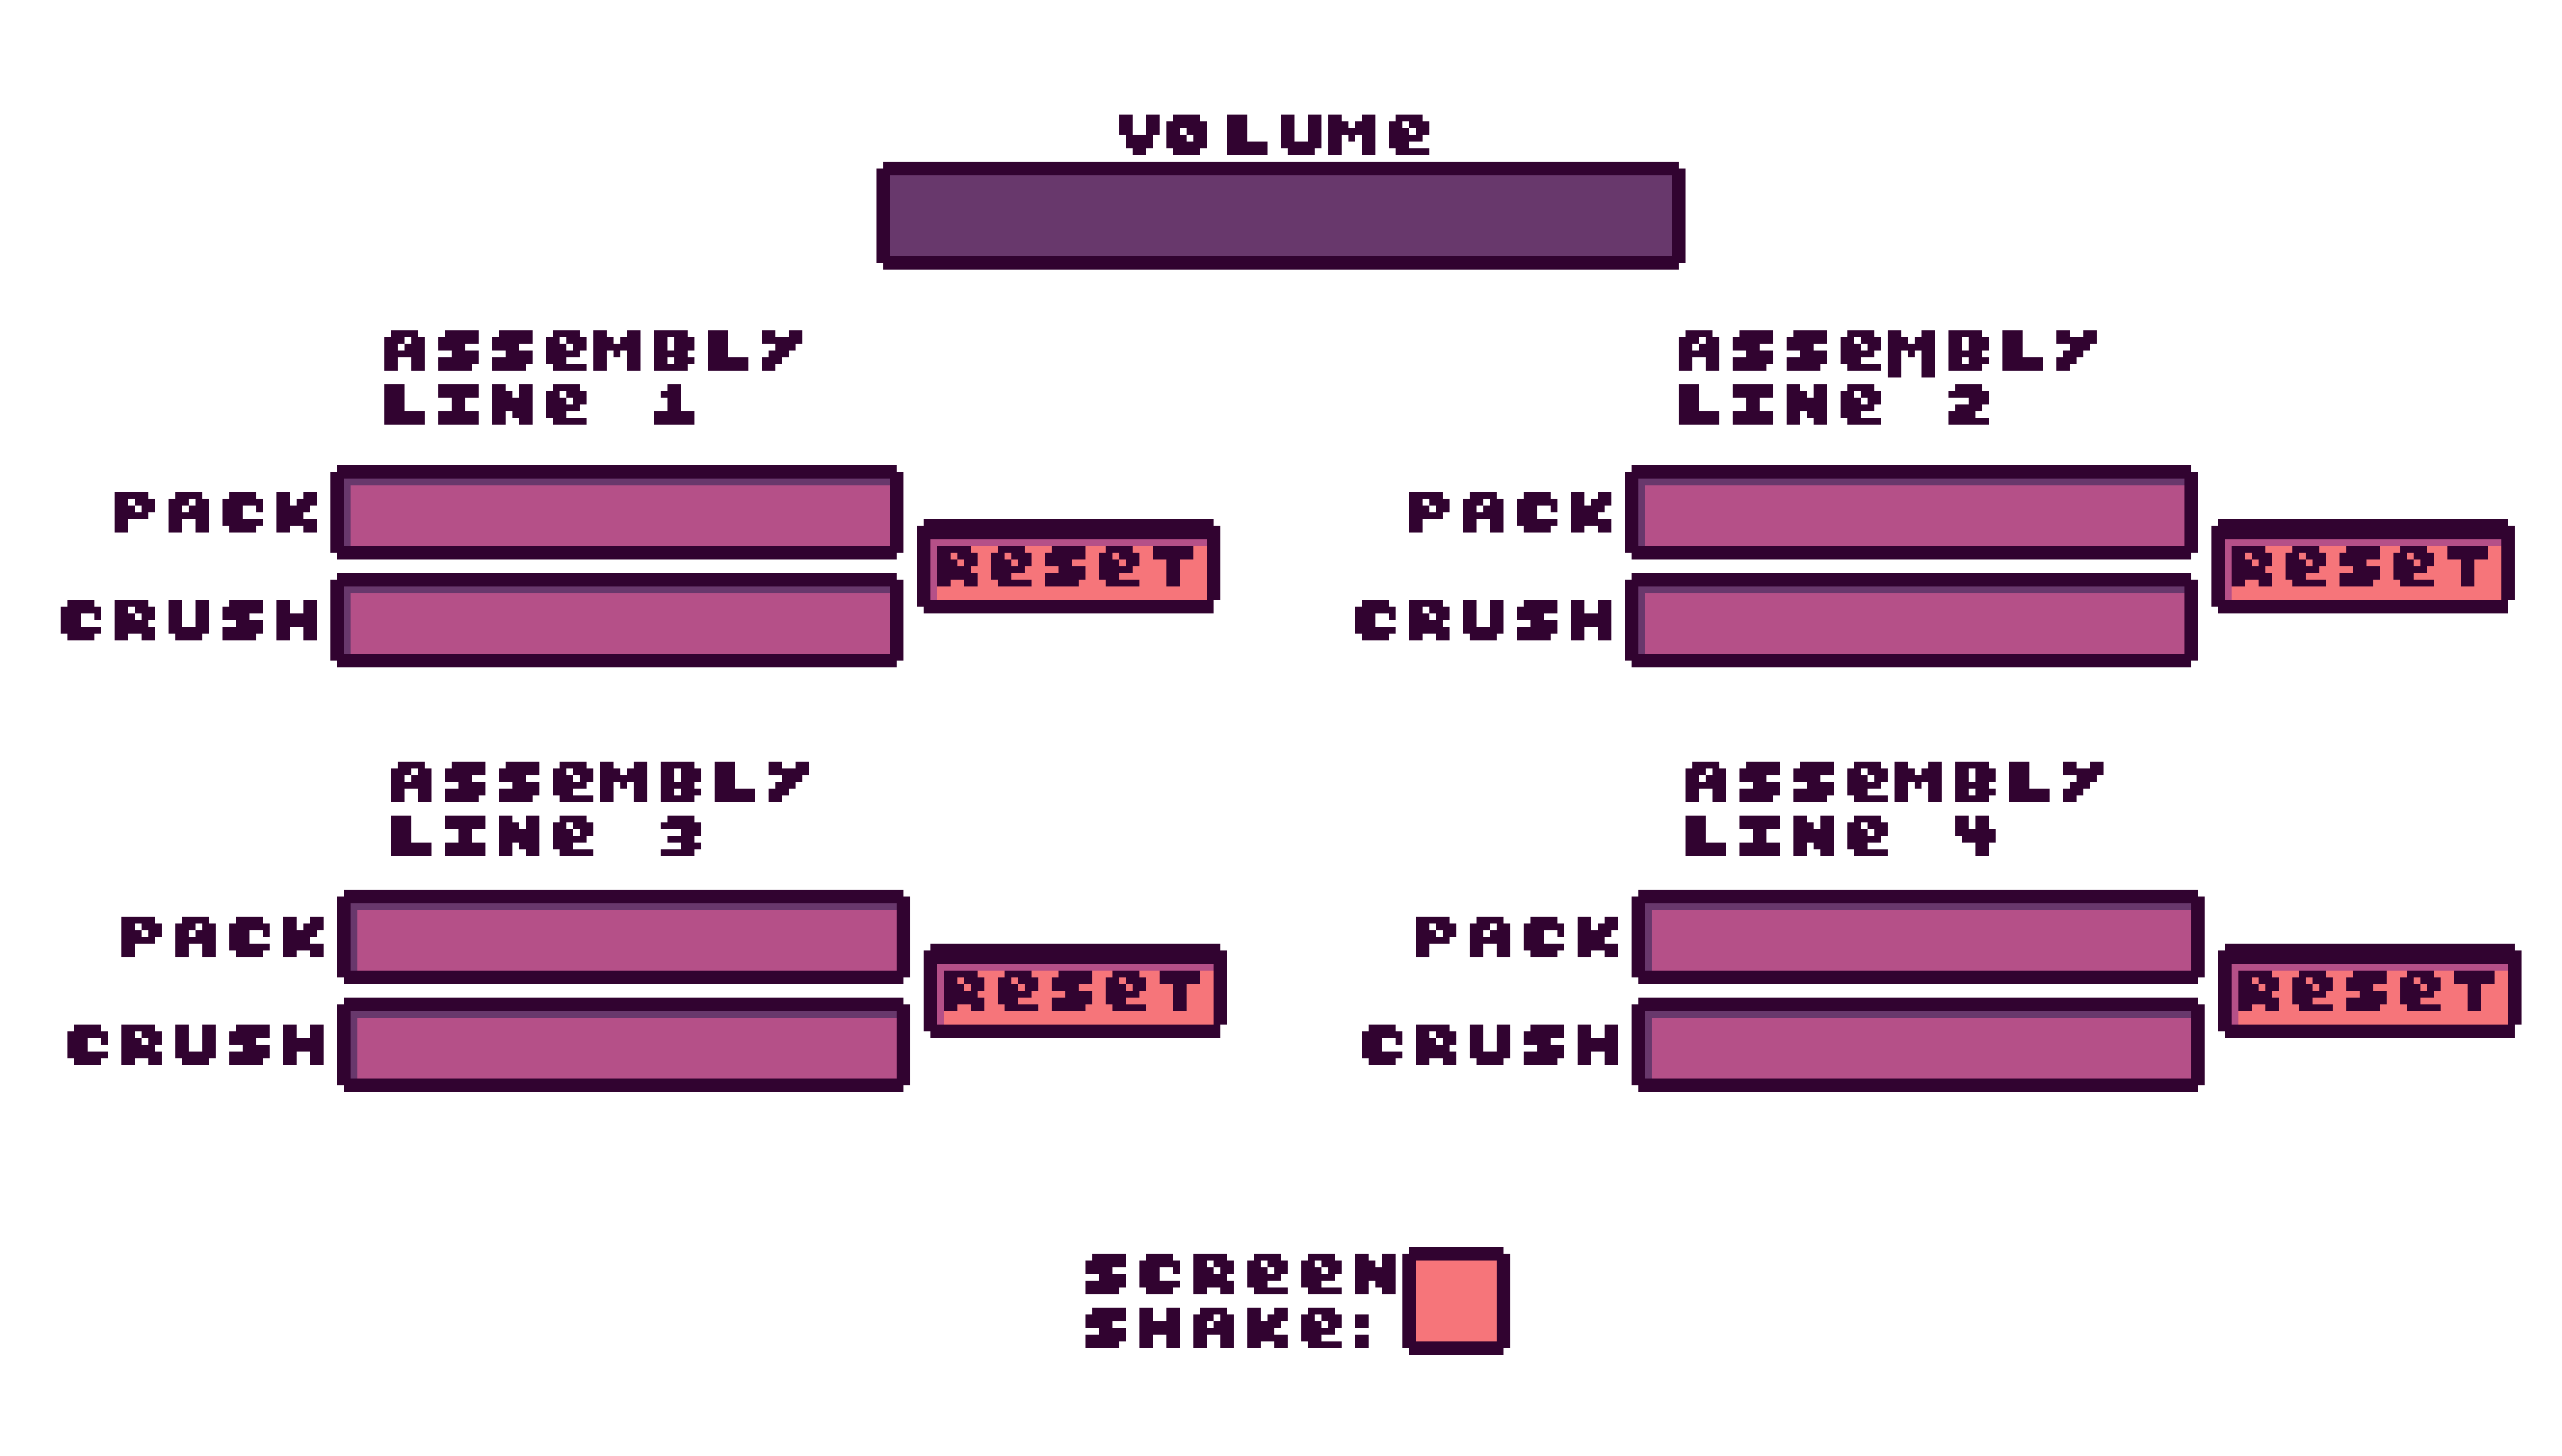 VOLUME
ASSEMBLY
LINE 1
PACK
CRUSH
RESET
ASSEMBLY
LINE 2
PACK
CRUSH
RESET
ASSEMBLY
LINE 3
PACK
CRUSH
RESET
ASSEMBLY
LINE 4
PACK
CRUSH
RESET
SCREEN
SHAKE: